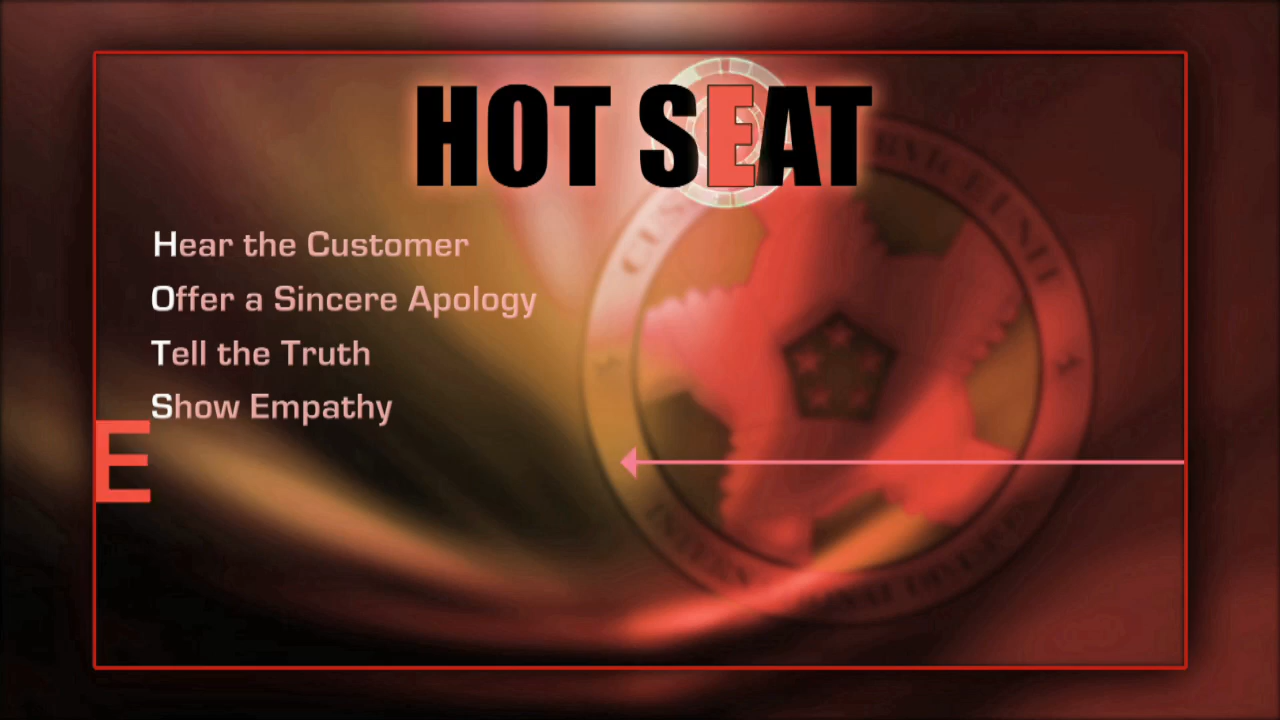 HOT SEAT
Hear the Customer
Offer a Sincere Apology
Tell the Truth
Show Empathy
E